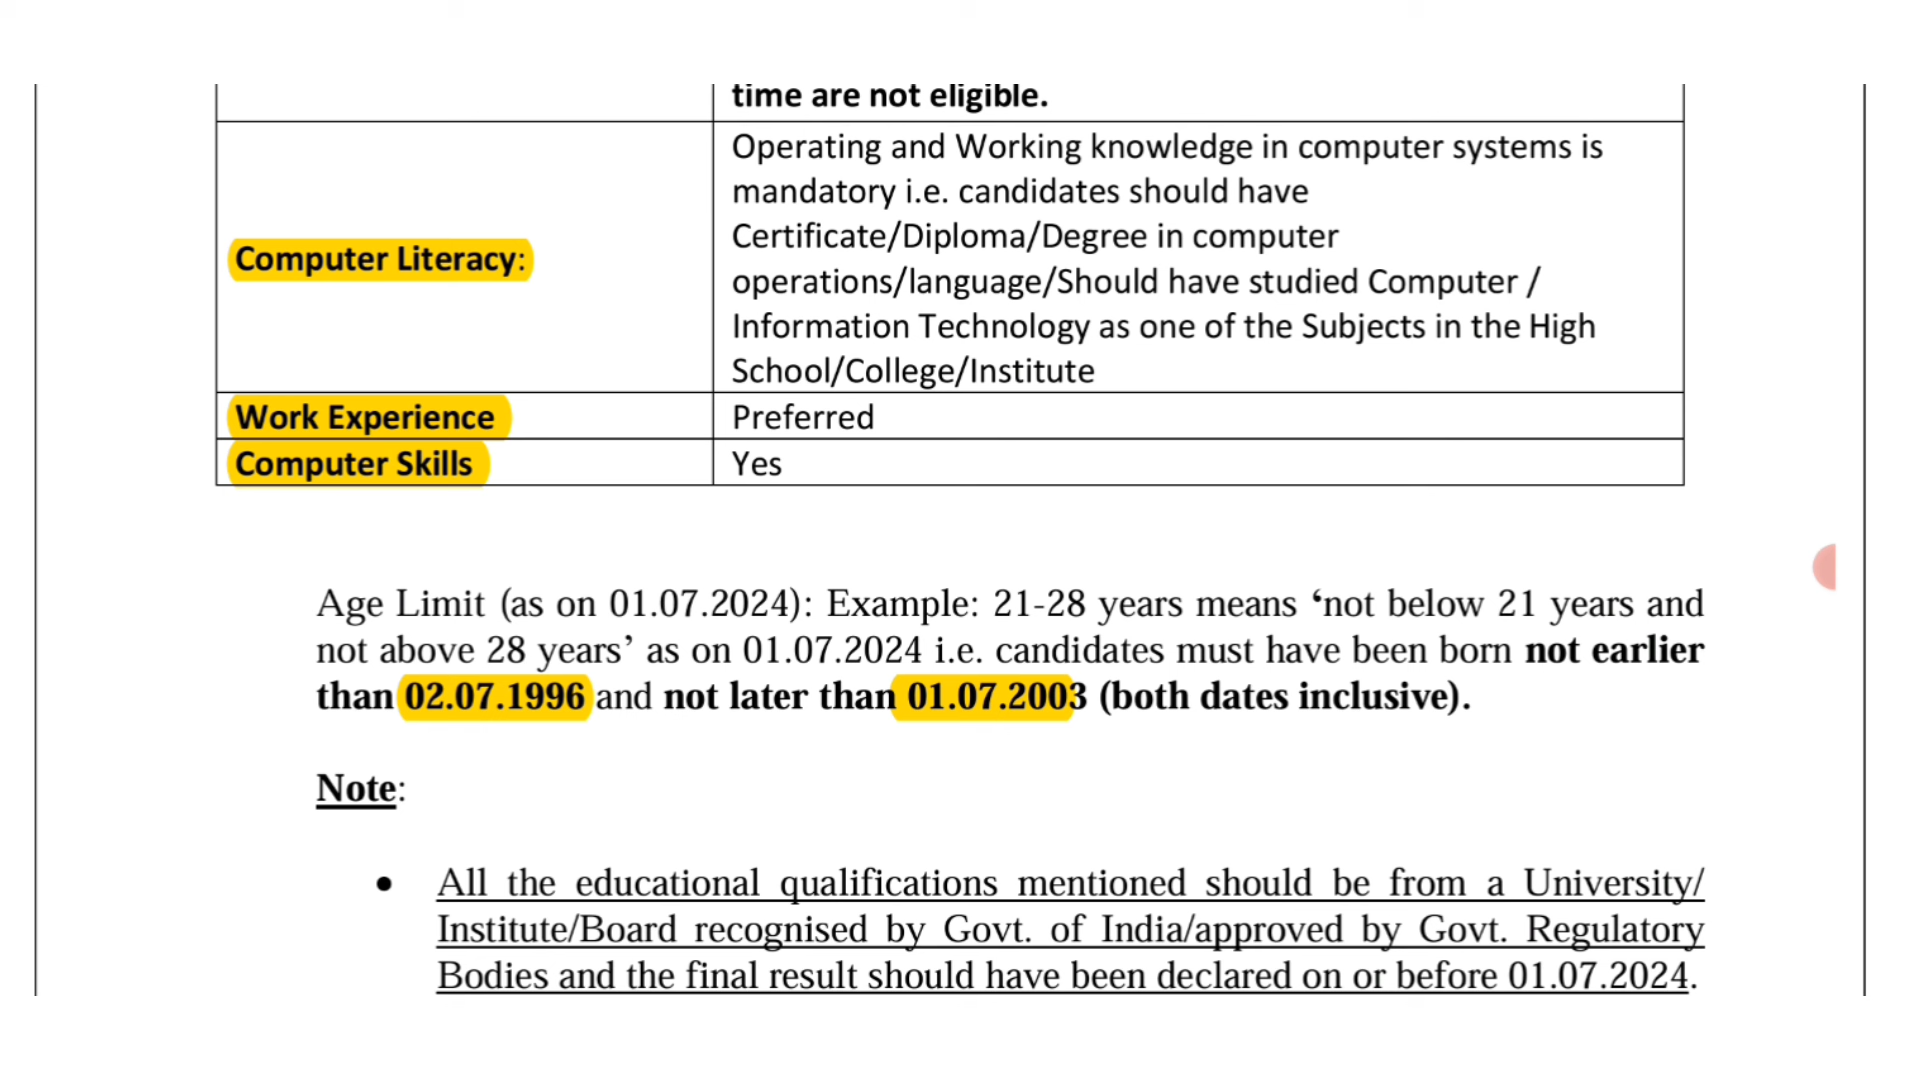 time are not eligible.
Computer Literacy:
Operating and Working knowledge in computer systems is
mandatory i.e. candidates should have
Certificate/Diploma/Degree in computer
operations/language/Should have studied Computer /
Information Technology as one of the Subjects in the High
School/College/Institute
Work Experience
Preferred
Computer Skills
Yes
Age Limit (as on 01.07.2024): Example: 21-28 years means ‘not below 21 years and
not above 28 years’ as on 01.07.2024 i.e. candidates must have been born not earlier
than 02.07.1996 and not later than 01.07.2003 (both dates inclusive).
Note:
• All the educational qualifications mentioned should be from a University/
Institute/Board recognised by Govt. of India/approved by Govt. Regulatory
Bodies and the final result should have been declared on or before 01.07.2024.